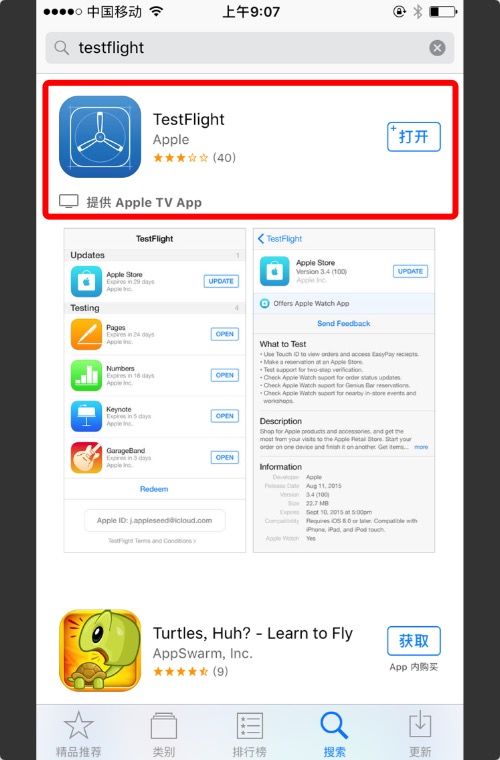 中国移动 上午9:07
testflight
TestFlight
Apple
(40)
打开
提供 Apple TV App
TestFlight
Updates 1
Apple Store
Expires in 29 days
Apple Inc.
UPDATE
Testing 4
Pages
Expires in 24 days
Apple Inc.
OPEN
Numbers
Expires in 18 days
Apple Inc.
OPEN
Keynote
Expires in 5 days
Apple Inc.
OPEN
GarageBand
Expires in 3 days
Apple Inc.
OPEN
Redeem
Apple ID: j.appleseed@icloud.com
TestFlight Terms and Conditions >
TestFlight
Apple Store
Version 3.4 (100)
Apple Inc.
UPDATE
Offers Apple Watch App
Send Feedback
What to Test
• Use Touch ID to view orders and access EasyPay reciepts.
• Make a reservation at an Apple Store.
• Test support for two-step verification.
• Check Apple Watch suport for order status updates.
• Check Apple Watch suport for Genius Bar reservations.
• Check Apple Watch suport for nearby in-store events and
workshops.
Description
Shop for Apple products and accessories, and get the
most from your visits to the Apple Retail Store. Start your
order on one device and finish it on another. Get items... more
Information
Developer Apple
Release Date Aug 11, 2015
Version 3.4 (100)
Size 22.7 MB
Expires Sept 10, 2015 at 5:00pm
Compatibility Requires iOS 8.0 or later. Compatible with
iPhone, iPad, and iPod touch.
Apple Watch Yes
Turtles, Huh? - Learn to Fly
AppSwarm, Inc.
(9)
获取
App 内购买
精品推荐 类别 排行榜 搜索 更新